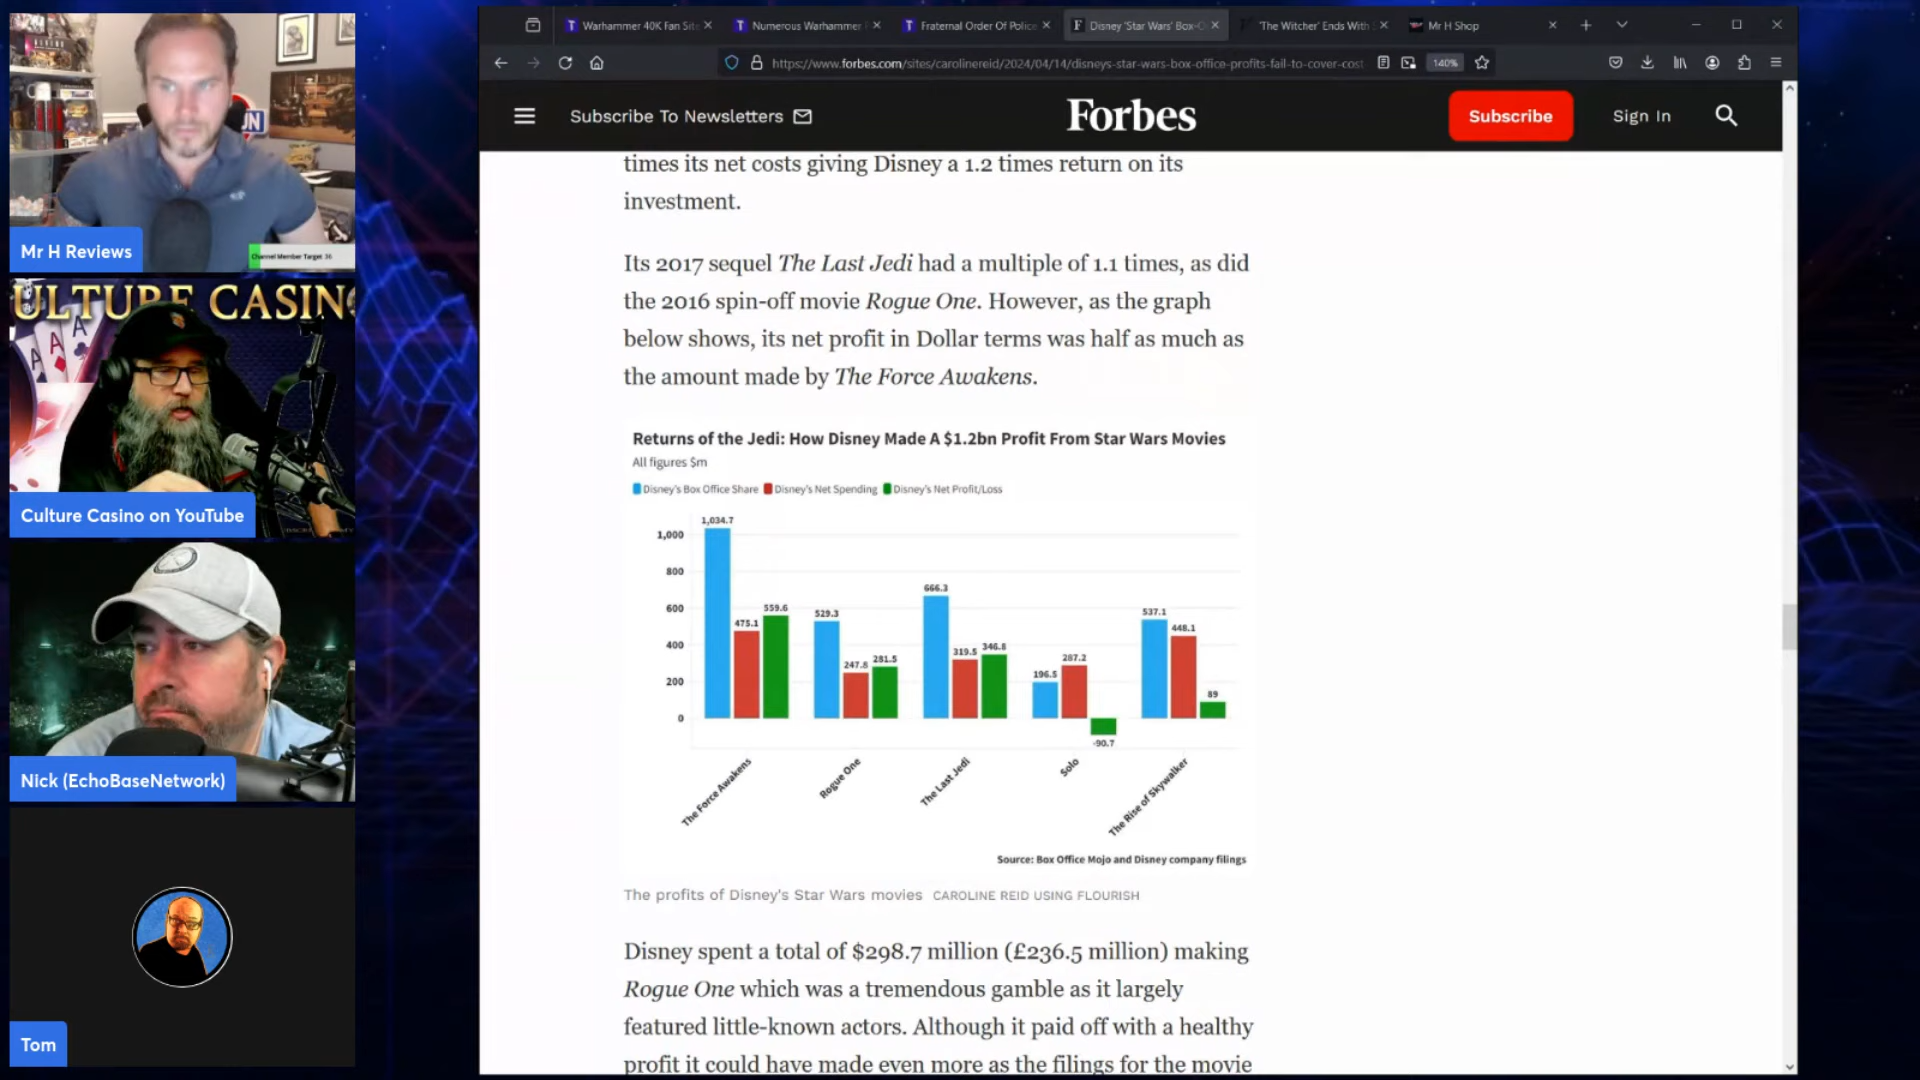 Warhammer 40K Fan Site
Numerous Warhammer
Fraternal Order Of Police
Disney 'Star Wars' Box-O
'The Witcher' Ends With
Mr H Shop
https://www.forbes.com/sites/carolinereid/2024/04/14/disneys-star-wars-box-office-profits-fail-to-cover-cost
140%
Subscribe To Newsletters
Forbes
Subscribe
Sign In
times its net costs giving Disney a 1.2 times return on its
investment.
Its 2017 sequel The Last Jedi had a multiple of 1.1 times, as did
the 2016 spin-off movie Rogue One. However, as the graph
below shows, its net profit in Dollar terms was half as much as
the amount made by The Force Awakens.
Returns of the Jedi: How Disney Made A $1.2bn Profit From Star Wars Movies
All figures $m
Disney's Box Office Share Disney's Net Spending Disney's Net Profit/Loss
1,000
800
600
400
200
0
1,034.7
475.1
559.6
529.3
247.8
281.5
666.3
319.5
346.8
196.5
287.2
-90.7
537.1
448.1
89
The Force Awakens
Rogue One
The Last Jedi
Solo
The Rise of Skywalker
Source: Box Office Mojo and Disney company filings
The profits of Disney's Star Wars movies CAROLINE REID USING FLOURISH
Disney spent a total of $298.7 million (£236.5 million) making
Rogue One which was a tremendous gamble as it largely
featured little-known actors. Although it paid off with a healthy
profit it could have made even more as the filings for the movie
Mr H Reviews
Channel Member Target 36
ULTURE CASINO
A
A
A
Culture Casino on YouTube
Nick (EchoBaseNetwork)
Tom